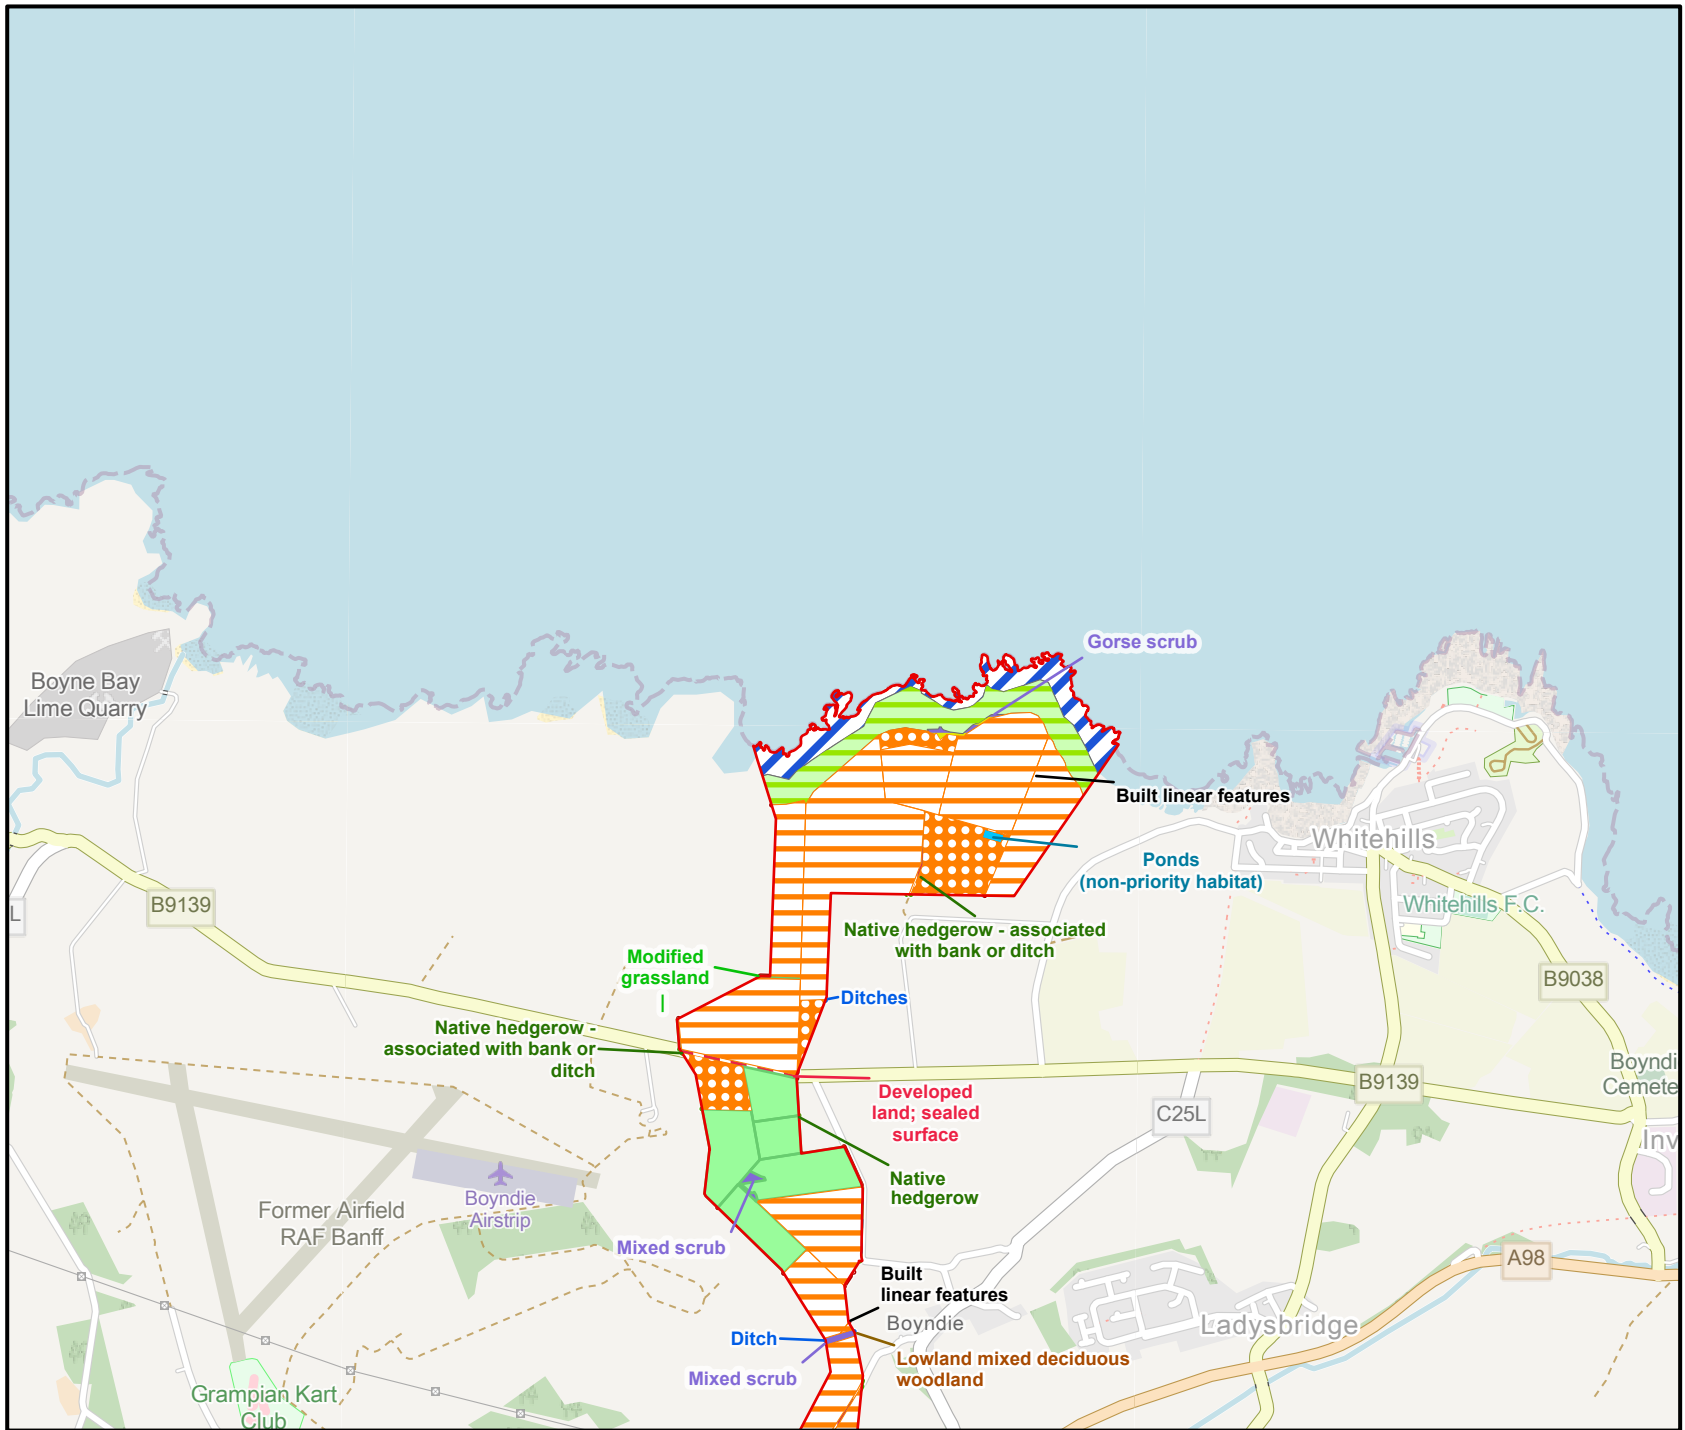 Gorse scrub
Boyne Bay
Lime Quarry
Built linear features
Whitehills
Ponds
(non-priority habitat)
L
B9139
Whitehills F.C.
Native hedgerow - associated
with bank or ditch
Modified
grassland
B9038
Ditches
Native hedgerow -
associated with bank or
ditch
Boyndi
Cemete
B9139
Developed
land; sealed
surface
C25L
Inv
Native
hedgerow
Boyndie
Airstrip
Former Airfield
RAF Banff
Mixed scrub
A98
Built
linear features
Boyndie
Ladysbridge
Ditch
Lowland mixed deciduous
woodland
Mixed scrub
Grampian Kart
Club